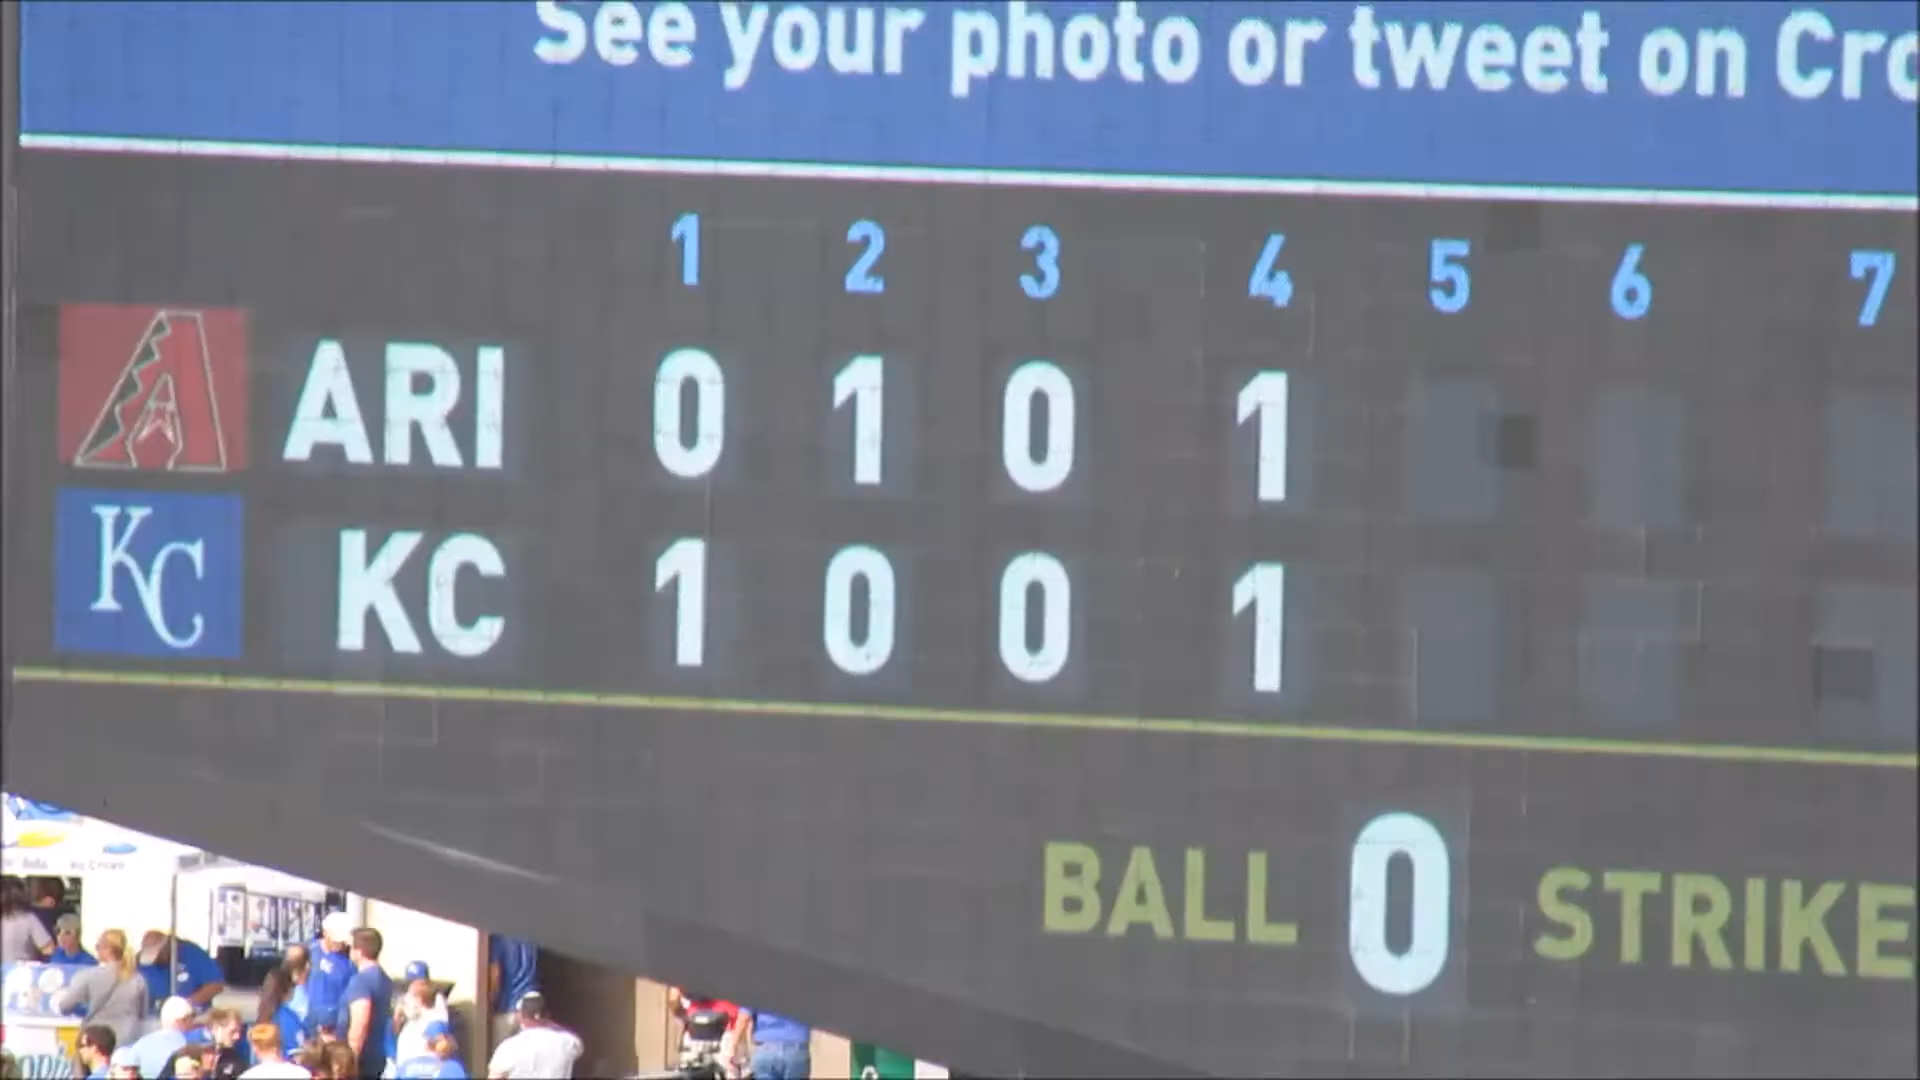 See your photo or tweet on Cro
1 2 3 4 5 6 7
A ARI 0 1 0 1
KC KC 1 0 0 1
BALL 0 STRIKE